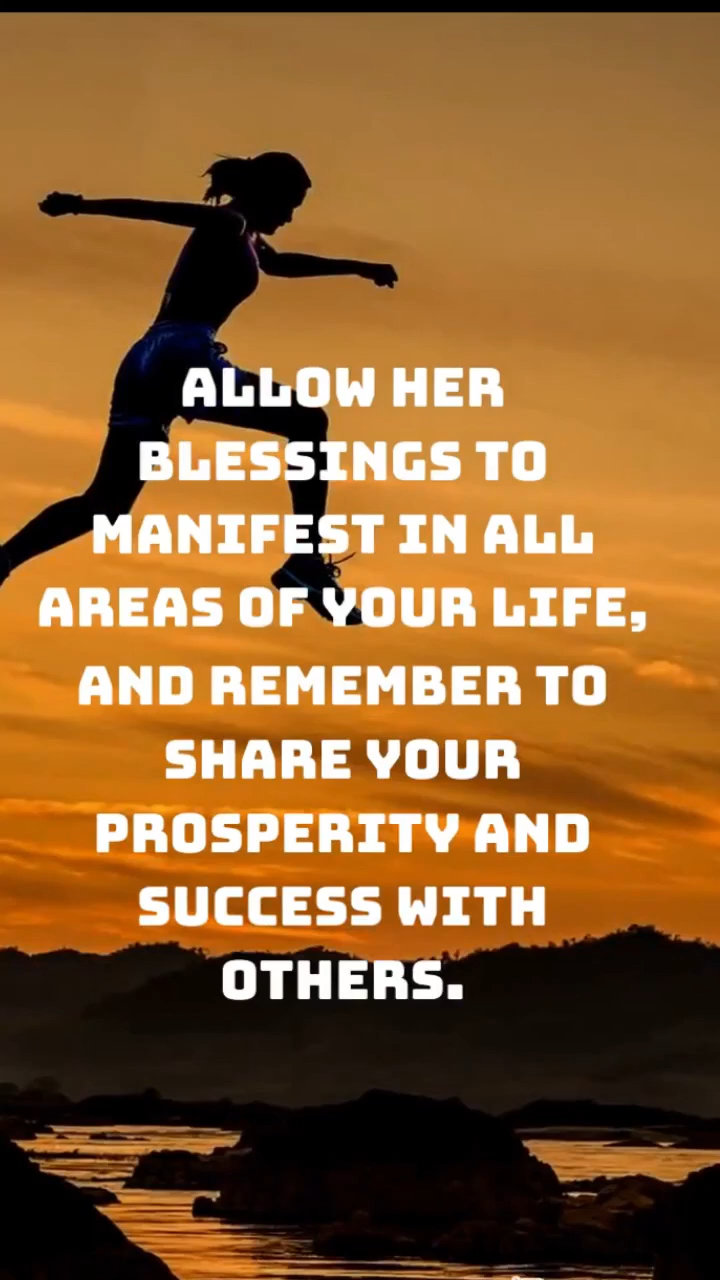 ALLOW HER
BLESSINGS TO
MANIFEST IN ALL
AREAS OF YOUR LIFE,
AND REMEMBER TO
SHARE YOUR
PROSPERITY AND
SUCCESS WITH
OTHERS.